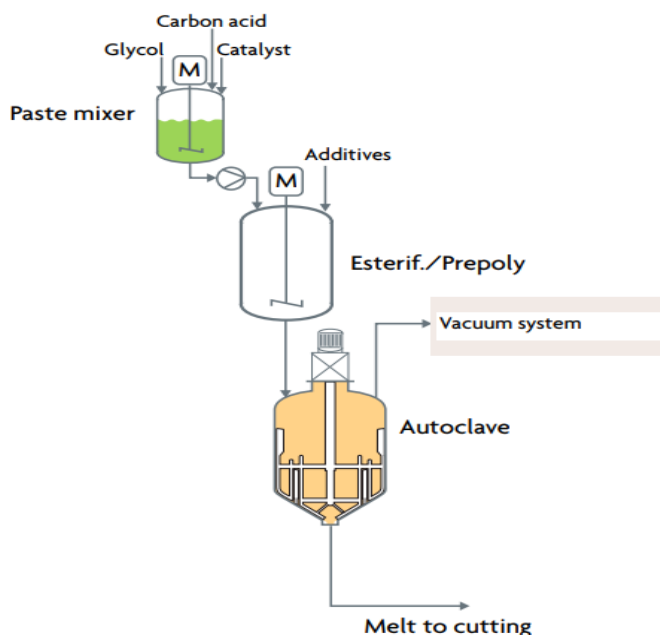 Carbon acid
Glycol
Catalyst
M
Paste mixer
Additives
M
Esterif./Prepoly
Vacuum system
Autoclave
Melt to cutting